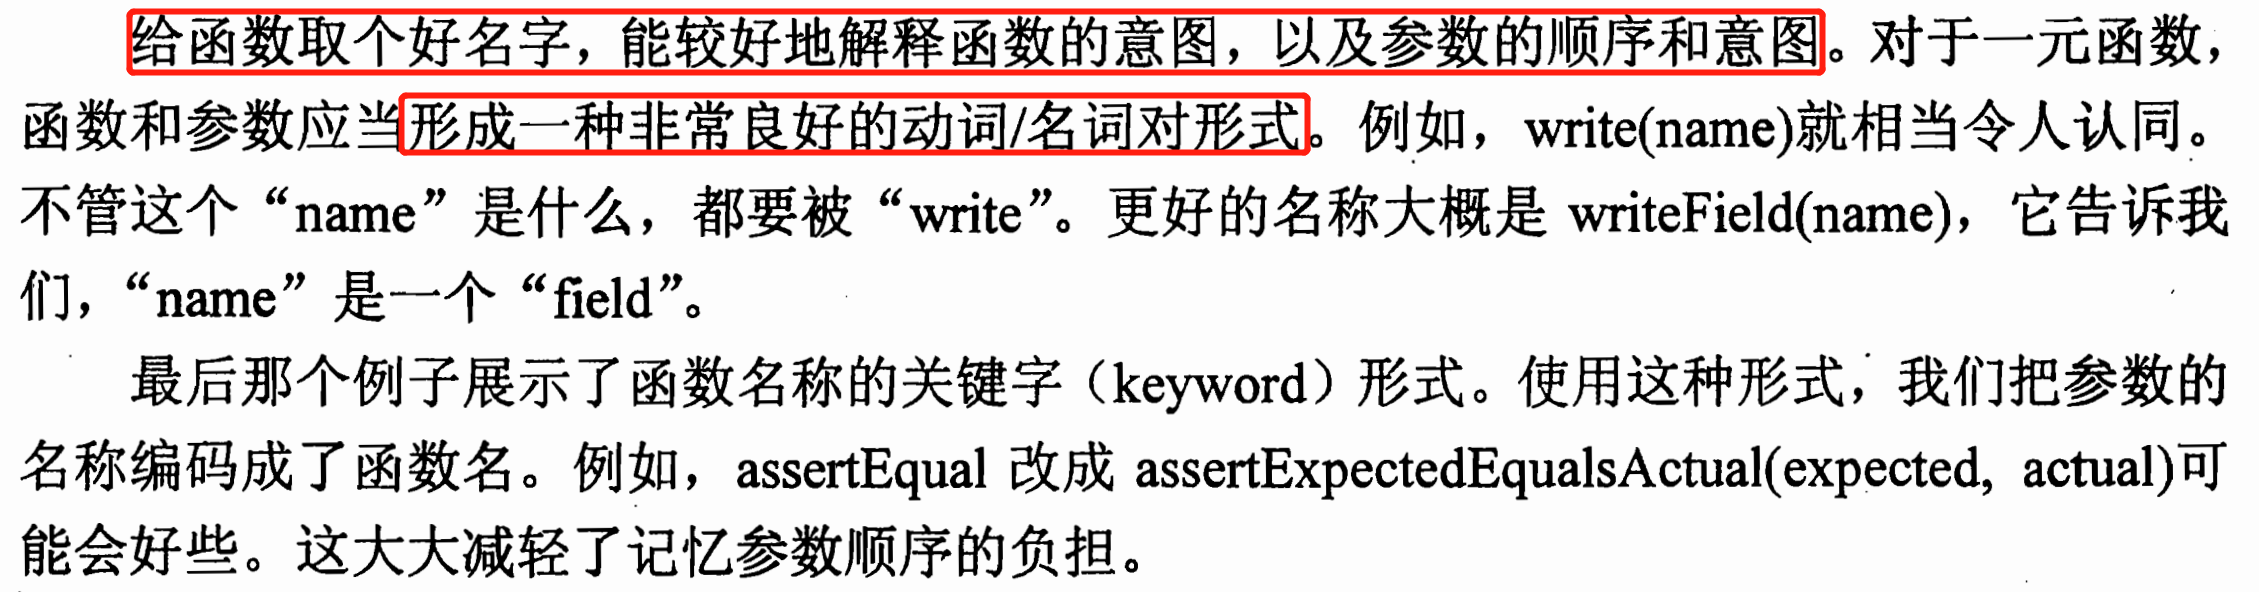 给函数取个好名字，能较好地解释函数的意图，以及参数的顺序和意图。对于一元函数，
函数和参数应当形成一种非常良好的动词/名词对形式。例如，write(name)就相当令人认同。
不管这个“name”是什么，都要被“write”。更好的名称大概是 writeField(name)，它告诉我
们，“name”是一个“field”。
最后那个例子展示了函数名称的关键字（keyword）形式。使用这种形式，我们把参数的
名称编码成了函数名。例如，assertEqual 改成 assertExpectedEqualsActual(expected, actual)可
能会好些。这大大减轻了记忆参数顺序的负担。